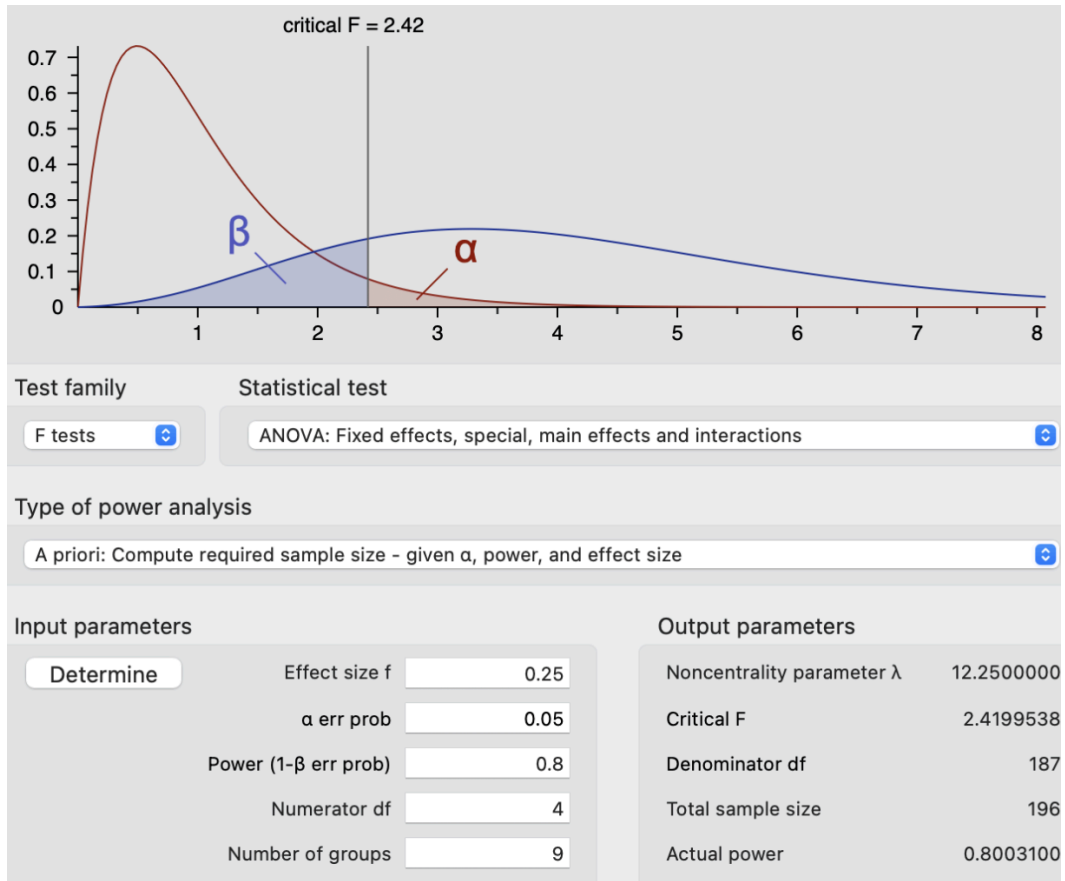 critical F = 2.42
0.7
0.6
0.5
0.4
0.3
0.2
0.1
0
β
α
1 2 3 4 5 6 7 8
Test family Statistical test
F tests ANOVA: Fixed effects, special, main effects and interactions
Type of power analysis
A priori: Compute required sample size - given α, power, and effect size
Input parameters Output parameters
Determine Effect size f 0.25 Noncentrality parameter λ 12.2500000
α err prob 0.05 Critical F 2.4199538
Power (1-β err prob) 0.8 Denominator df 187
Numerator df 4 Total sample size 196
Number of groups 9 Actual power 0.8003100